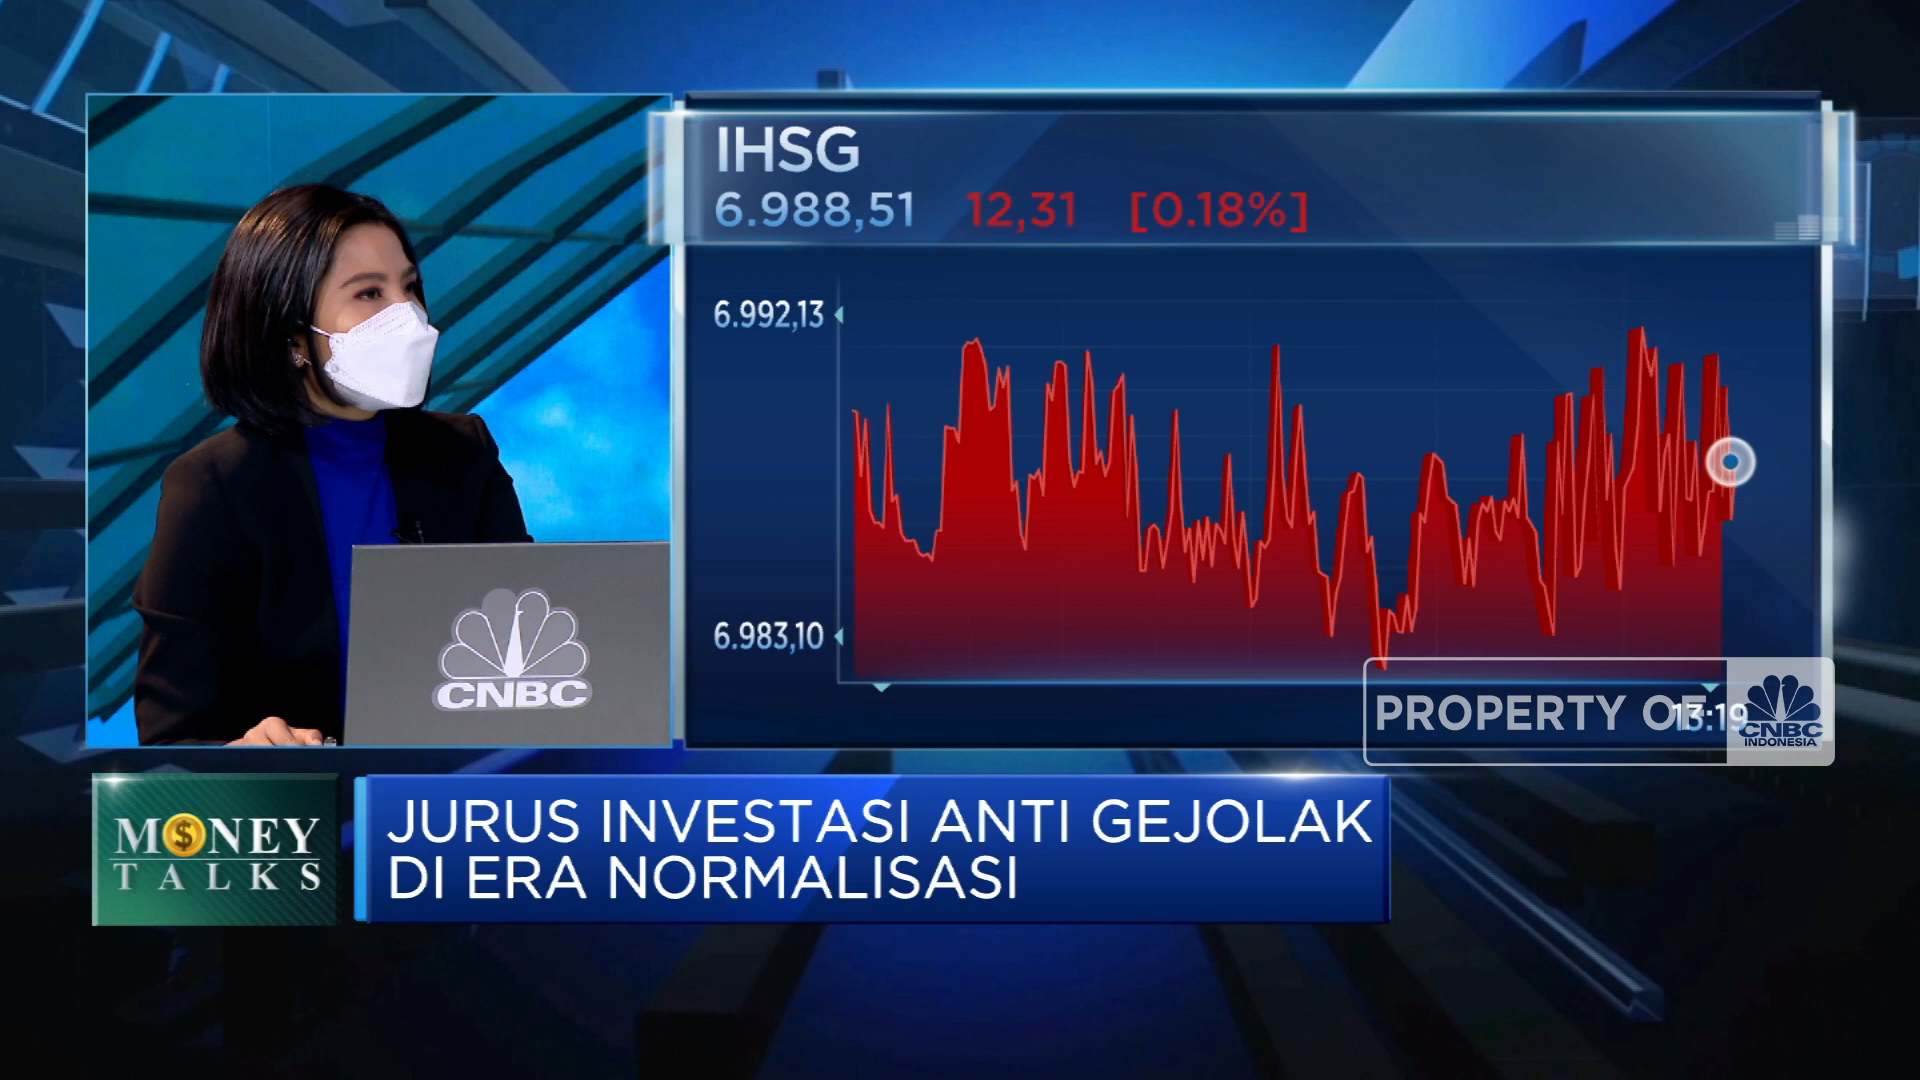 IHSG
6.988,51 12,31 [0.18%]
6.992,13
6.983,10
13:19
CNBC
PROPERTY OF CNBC INDONESIA
MONEY TALKS
JURUS INVESTASI ANTI GEJOLAK
DI ERA NORMALISASI